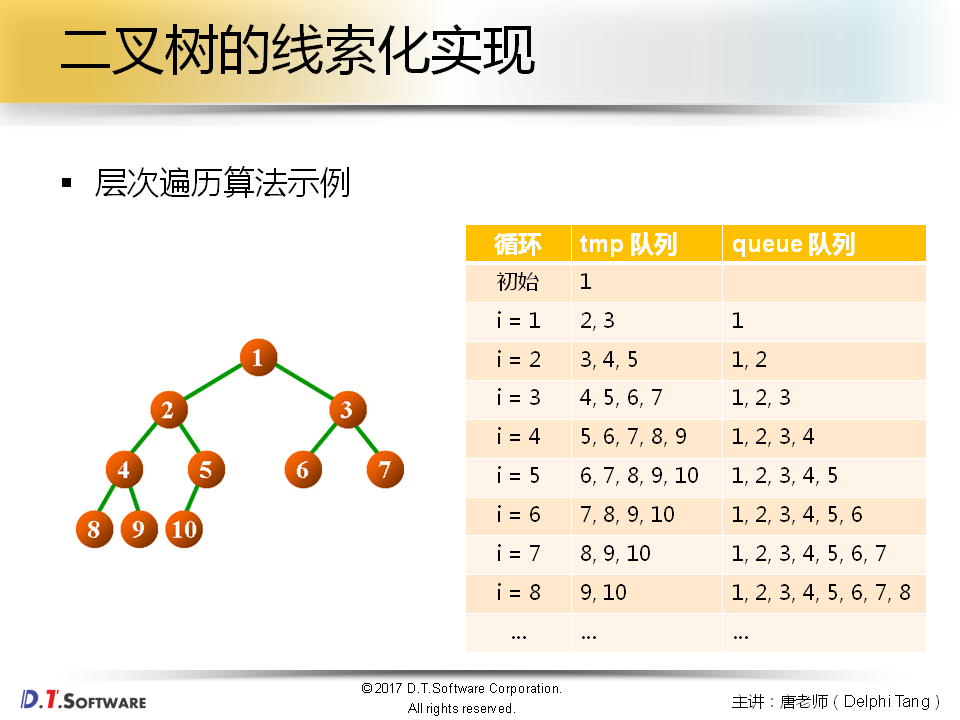 二叉树的线索化实现
▪ 层次遍历算法示例
1
2 3
4 5 6 7
8 9 10
循环 tmp 队列 queue 队列
初始 1
i = 1 2, 3 1
i = 2 3, 4, 5 1, 2
i = 3 4, 5, 6, 7 1, 2, 3
i = 4 5, 6, 7, 8, 9 1, 2, 3, 4
i = 5 6, 7, 8, 9, 10 1, 2, 3, 4, 5
i = 6 7, 8, 9, 10 1, 2, 3, 4, 5, 6
i = 7 8, 9, 10 1, 2, 3, 4, 5, 6, 7
i = 8 9, 10 1, 2, 3, 4, 5, 6, 7, 8
... ... ...
D.T.SOFTWARE
©2017 D.T.Software Corporation.
All rights reserved.
主讲：唐老师（Delphi Tang）